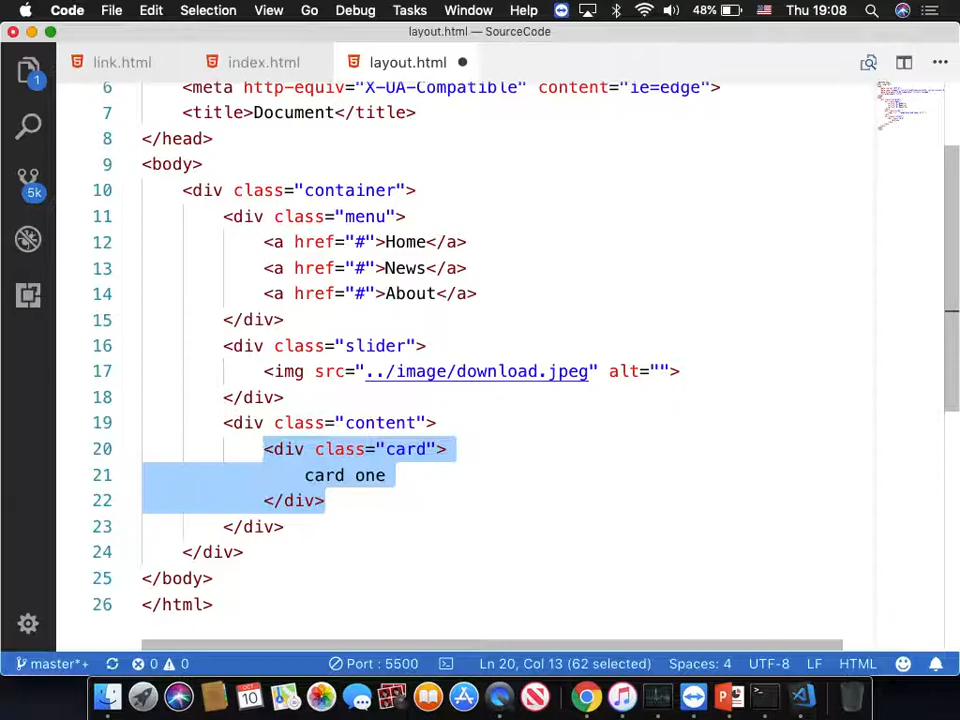 Code File Edit Selection View Go Debug Tasks Window Help 48% Thu 19:08
layout.html — SourceCode
link.html index.html layout.html
1
5k
6 <meta http-equiv="X-UA-Compatible" content="ie=edge">
7 <title>Document</title>
8 </head>
9 <body>
10 <div class="container">
11 <div class="menu">
12 <a href="#">Home</a>
13 <a href="#">News</a>
14 <a href="#">About</a>
15 </div>
16 <div class="slider">
17 <img src="../image/download.jpeg" alt="">
18 </div>
19 <div class="content">
20 <div class="card">
21 card one
22 </div>
23 </div>
24 </div>
25 </body>
26 </html>
master*+ 0 0 Port : 5500 Ln 20, Col 13 (62 selected) Spaces: 4 UTF-8 LF HTML